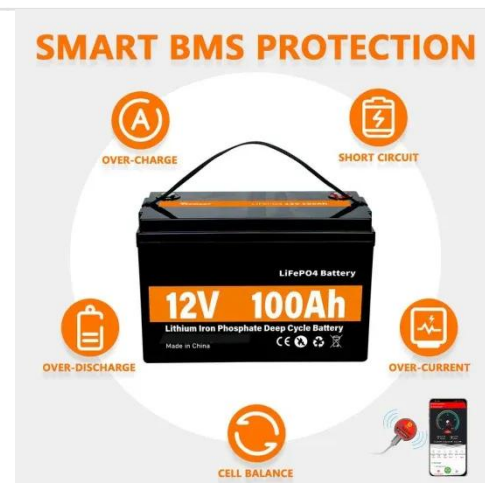 SMART BMS PROTECTION
A
OVER-CHARGE
SHORT CIRCUIT
LiFePO4 Battery
12V 100Ah
Lithium Iron Phosphate Deep Cycle Battery
Made in China
CE
OVER-DISCHARGE
OVER-CURRENT
CELL BALANCE